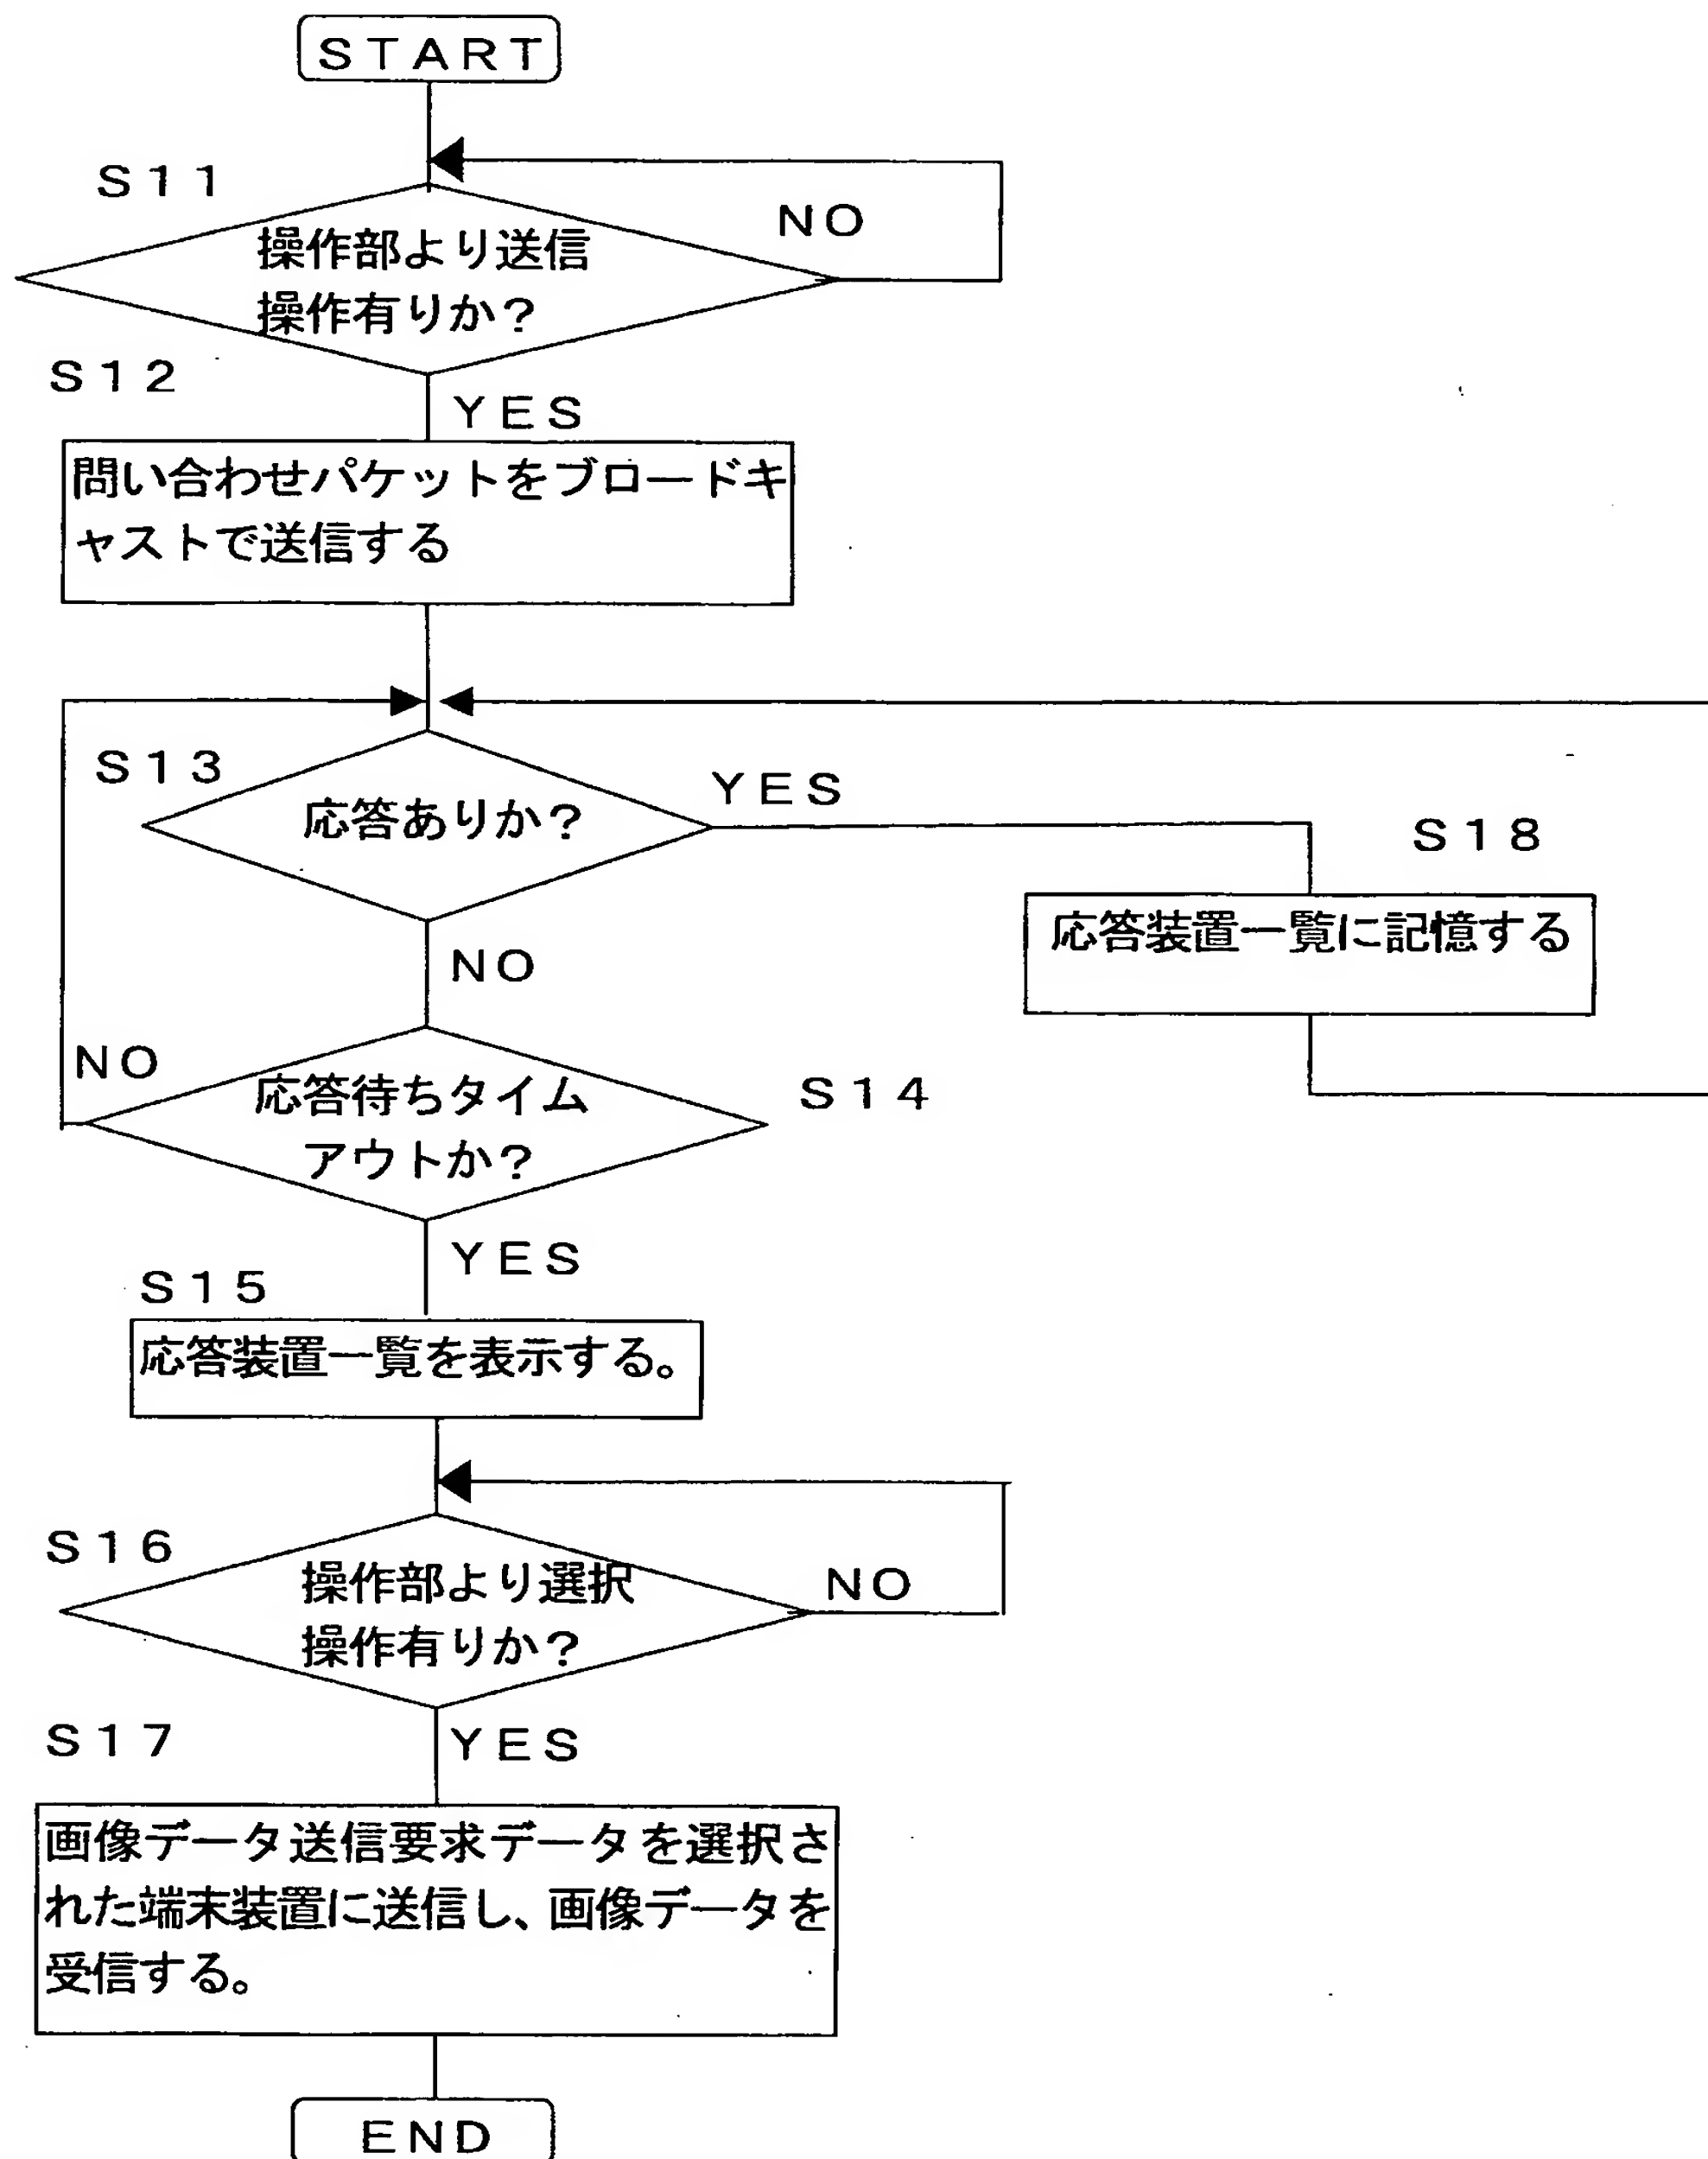 START
S11
NO
操作部より送信
操作有りか?
S12
YES
問い合わせパケットをブロードキ
ャストで送信する
S13
YES
応答ありか?
S18
応答装置一覧に記憶する
NO
NO
応答待ちタイム
アウトか?
S14
YES
S15
応答装置一覧を表示する。
S16
操作部より選択
操作有りか?
NO
S17
YES
画像データ送信要求データを選択さ
れた端末装置に送信し、画像データを
受信する。
END